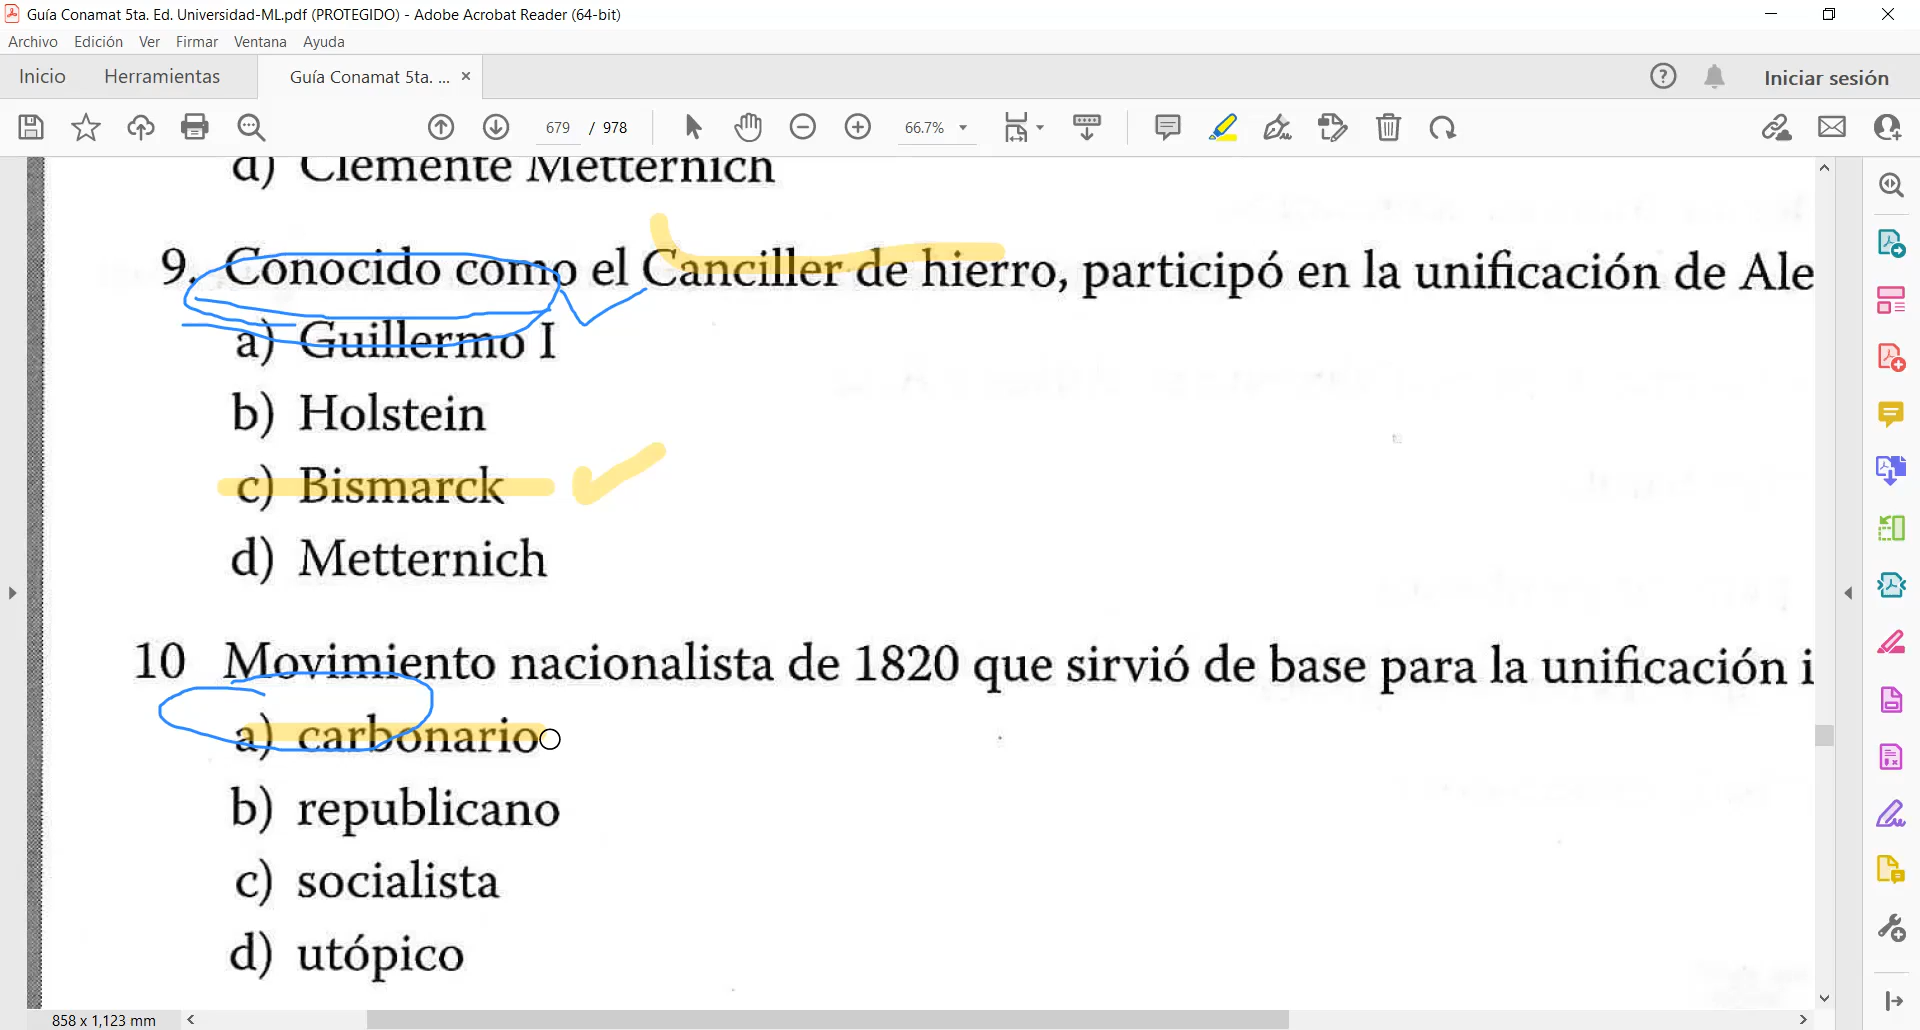 Guía Conamat 5ta. Ed. Universidad-ML.pdf (PROTEGIDO) - Adobe Acrobat Reader (64-bit)
Archivo Edición Ver Firmar Ventana Ayuda
Inicio Herramientas Guía Conamat 5ta. ... × Iniciar sesión
679 / 978 66.7%
d) Clemente Metternich
9. Conocido como el Canciller de hierro, participó en la unificación de Ale
a) Guillermo I
b) Holstein
c) Bismarck
d) Metternich
10 Movimiento nacionalista de 1820 que sirvió de base para la unificación i
a) carbonario
b) republicano
c) socialista
d) utópico
858 x 1,123 mm